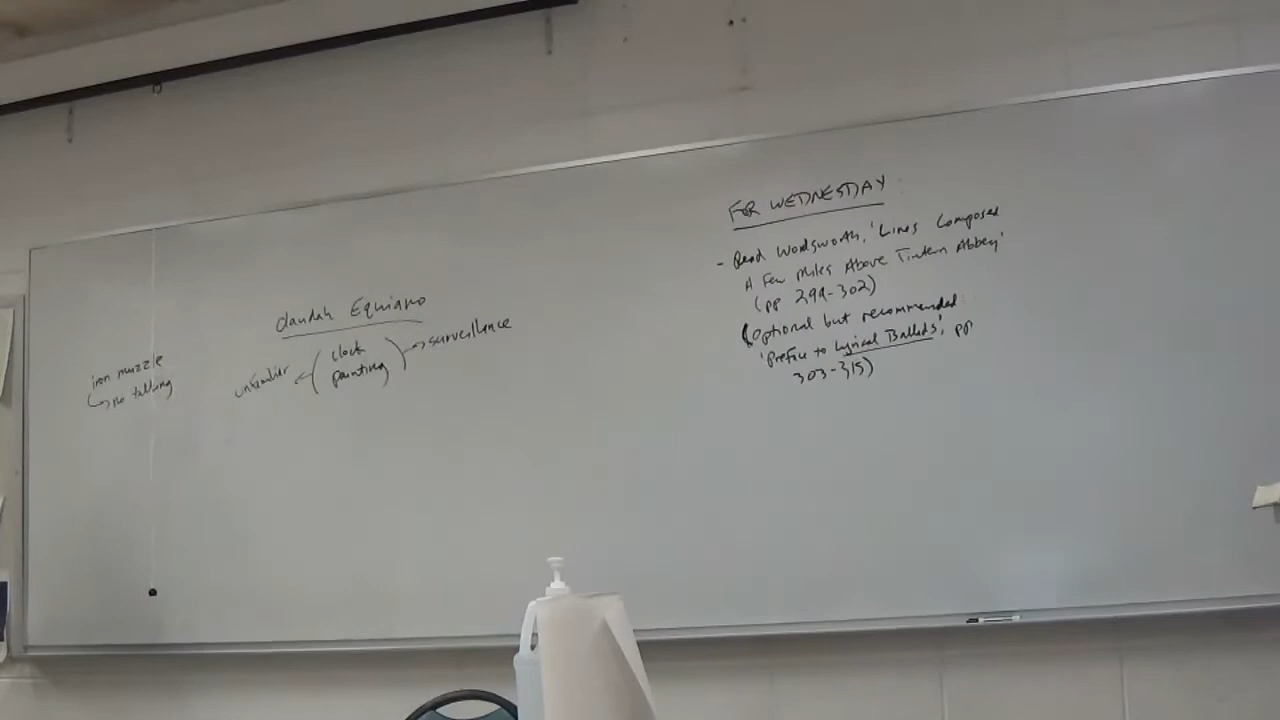 Olaudah Equiano
iron muzzle
↳ no talking
unfamiliar ← ( clock
painting ) → surveillance
FOR WEDNESDAY:
- Read Wordsworth, 'Lines Composed
A Few Miles Above Tintern Abbey'
(pp 299-302)
(optional but recommended:
'Preface to Lyrical Ballads', pp
303-315)